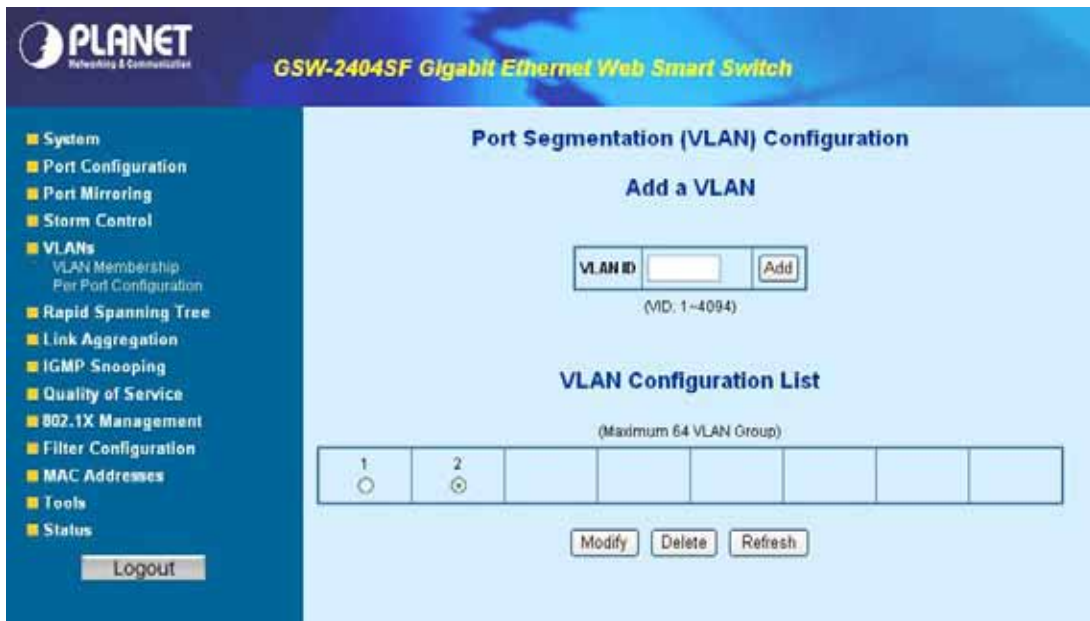 PLANET
Networking & Communication
GSW-2404SF Gigabit Ethernet Web Smart Switch
System
Port Configuration
Port Mirroring
Storm Control
VLANs
VLAN Membership
Per Port Configuration
Rapid Spanning Tree
Link Aggregation
IGMP Snooping
Quality of Service
802.1X Management
Filter Configuration
MAC Addresses
Tools
Status
Logout
Port Segmentation (VLAN) Configuration
Add a VLAN
VLAN ID Add
(VID: 1~4094)
VLAN Configuration List
(Maximum 64 VLAN Group)
1 2
Modify Delete Refresh